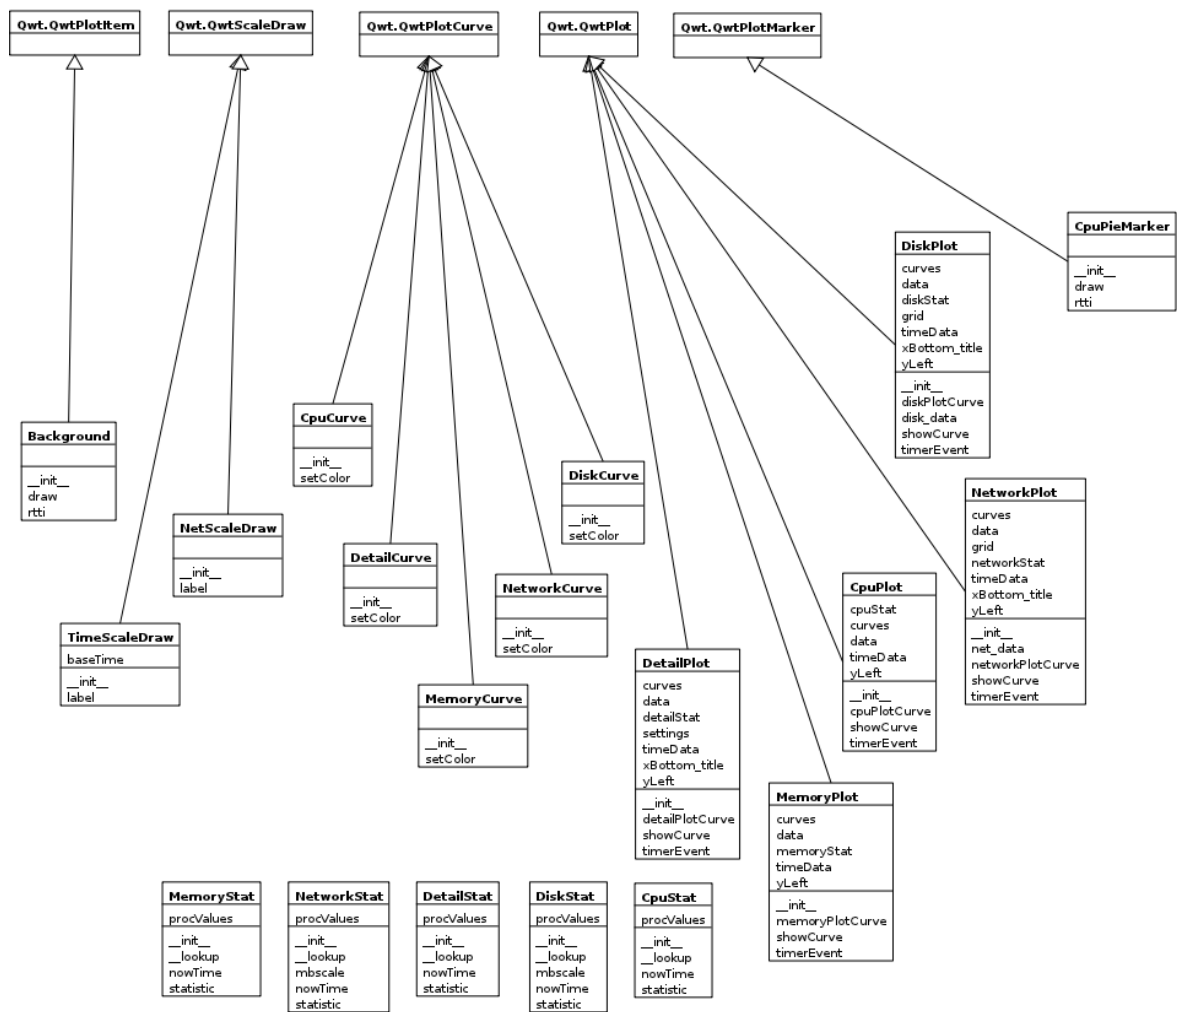 Qwt.QwtPlotItem
Qwt.QwtScaleDraw
Qwt.QwtPlotCurve
Qwt.QwtPlot
Qwt.QwtPlotMarker
CpuPieMarker
__init__
draw
rtti
DiskPlot
curves
data
diskStat
grid
timeData
xBottom_title
yLeft
__init__
diskPlotCurve
disk_data
showCurve
timerEvent
CpuCurve
__init__
setColor
Background
__init__
draw
rtti
DiskCurve
__init__
setColor
NetworkPlot
curves
data
grid
networkStat
timeData
xBottom_title
yLeft
__init__
net_data
networkPlotCurve
showCurve
timerEvent
NetScaleDraw
__init__
label
DetailCurve
__init__
setColor
NetworkCurve
__init__
setColor
CpuPlot
cpuStat
curves
data
timeData
yLeft
__init__
cpuPlotCurve
showCurve
timerEvent
TimeScaleDraw
baseTime
__init__
label
DetailPlot
curves
data
detailStat
settings
timeData
xBottom_title
yLeft
__init__
detailPlotCurve
showCurve
timerEvent
MemoryCurve
__init__
setColor
MemoryPlot
curves
data
memoryStat
timeData
yLeft
__init__
memoryPlotCurve
showCurve
timerEvent
MemoryStat
procValues
__init__
__lookup
nowTime
statistic
NetworkStat
procValues
__init__
__lookup
mbscale
nowTime
statistic
DetailStat
procValues
__init__
__lookup
nowTime
statistic
DiskStat
procValues
__init__
__lookup
mbscale
nowTime
statistic
CpuStat
procValues
__init__
__lookup
nowTime
statistic